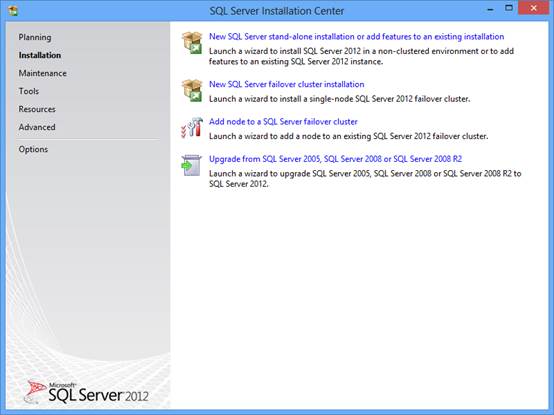 SQL Server Installation Center
Planning
Installation
Maintenance
Tools
Resources
Advanced
Options
New SQL Server stand-alone installation or add features to an existing installation
Launch a wizard to install SQL Server 2012 in a non-clustered environment or to add
features to an existing SQL Server 2012 instance.
New SQL Server failover cluster installation
Launch a wizard to install a single-node SQL Server 2012 failover cluster.
Add node to a SQL Server failover cluster
Launch a wizard to add a node to an existing SQL Server 2012 failover cluster.
Upgrade from SQL Server 2005, SQL Server 2008 or SQL Server 2008 R2
Launch a wizard to upgrade SQL Server 2005, SQL Server 2008 or SQL Server 2008 R2 to
SQL Server 2012.
Microsoft
SQL Server 2012